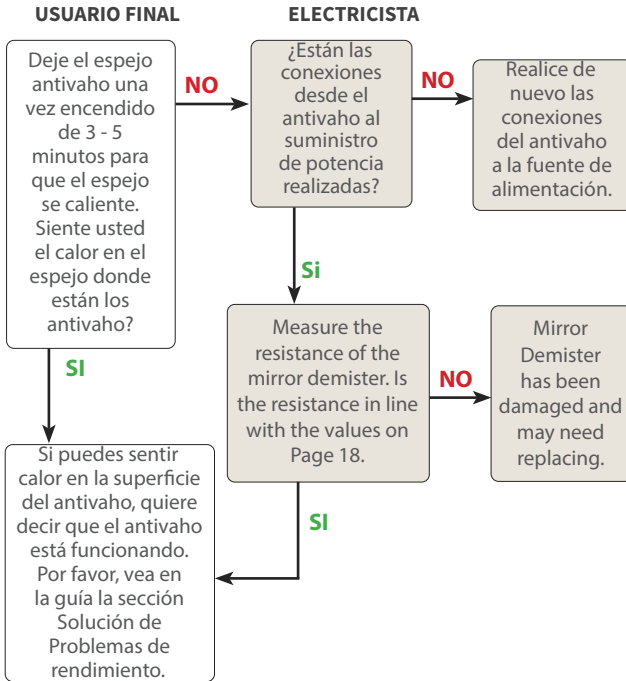 USUARIO FINAL
ELECTRICISTA
Deje el espejo
antivaho una
vez encendido
de 3 - 5
minutos para
que el espejo
se caliente.
Siente usted
el calor en el
espejo donde
están los
antivaho?
NO
¿Están las
conexiones
desde el
antivaho al
suministro
de potencia
realizadas?
NO
Realice de
nuevo las
conexiones
del antivaho
a la fuente de
alimentación.
Si
SI
Measure the
resistance of the
mirror demister. Is
the resistance in line
with the values on
Page 18.
NO
Mirror
Demister
has been
damaged and
may need
replacing.
SI
Si puedes sentir
calor en la superficie
del antivaho, quiere
decir que el antivaho
está funcionando.
Por favor, vea en
la guía la sección
Solución de
Problemas de
rendimiento.